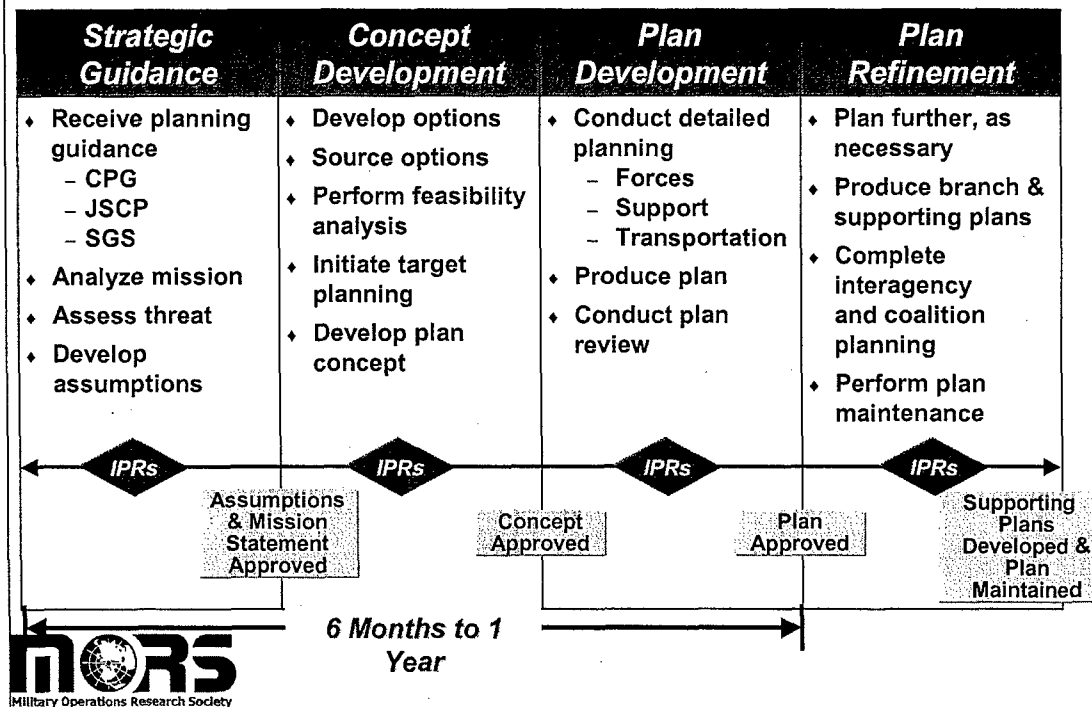 Strategic
Guidance
Concept
Development
Plan
Development
Plan
Refinement
♦ Receive planning
guidance
– CPG
– JSCP
– SGS
♦ Analyze mission
♦ Assess threat
♦ Develop
assumptions
♦ Develop options
♦ Source options
♦ Perform feasibility
analysis
♦ Initiate target
planning
♦ Develop plan
concept
♦ Conduct detailed
planning
– Forces
– Support
– Transportation
♦ Produce plan
♦ Conduct plan
review
♦ Plan further, as
necessary
♦ Produce branch &
supporting plans
♦ Complete
interagency
and coalition
planning
♦ Perform plan
maintenance
IPRs
IPRs
IPRs
IPRs
Assumptions
& Mission
Statement
Approved
Concept
Approved
Plan
Approved
Supporting
Plans
Developed &
Plan
Maintained
6 Months to 1
Year
MORS
Military Operations Research Society